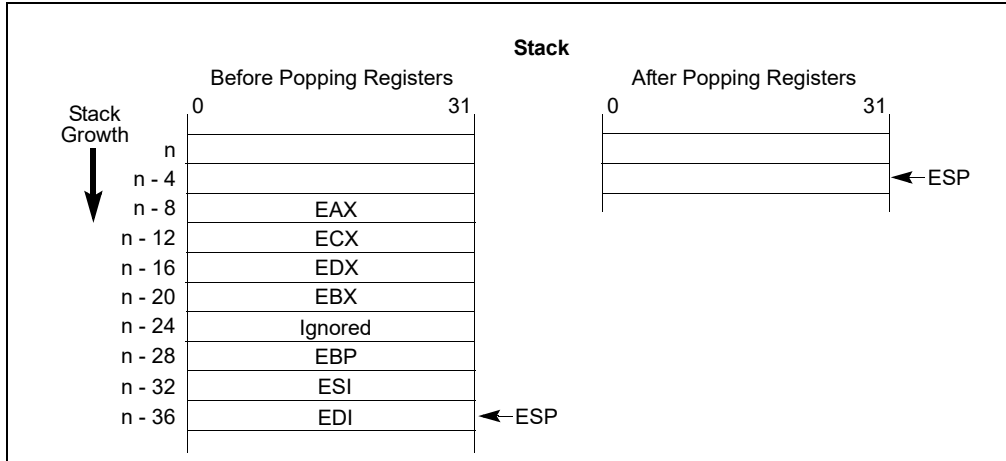 Stack
Before Popping Registers After Popping Registers
0 31 0 31
Stack
Growth
n
n - 4 ESP
n - 8 EAX
n - 12 ECX
n - 16 EDX
n - 20 EBX
n - 24 Ignored
n - 28 EBP
n - 32 ESI
n - 36 EDI ESP